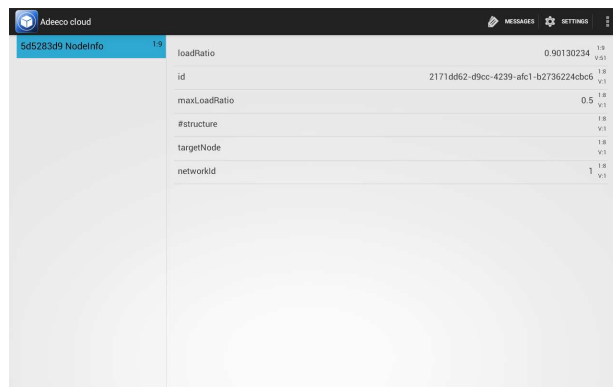 Adeeco cloud MESSAGES SETTINGS
5d5283d9 NodeInfo 1:9
loadRatio 0.90130234 1:9 V:51
id 2171dd62-d9cc-4239-afc1-b2736224cbc6 1:8 V:1
maxLoadRatio 0.5 1:8 V:1
#structure 1:8 V:1
targetNode 1:8 V:1
networkId 1 1:8 V:1